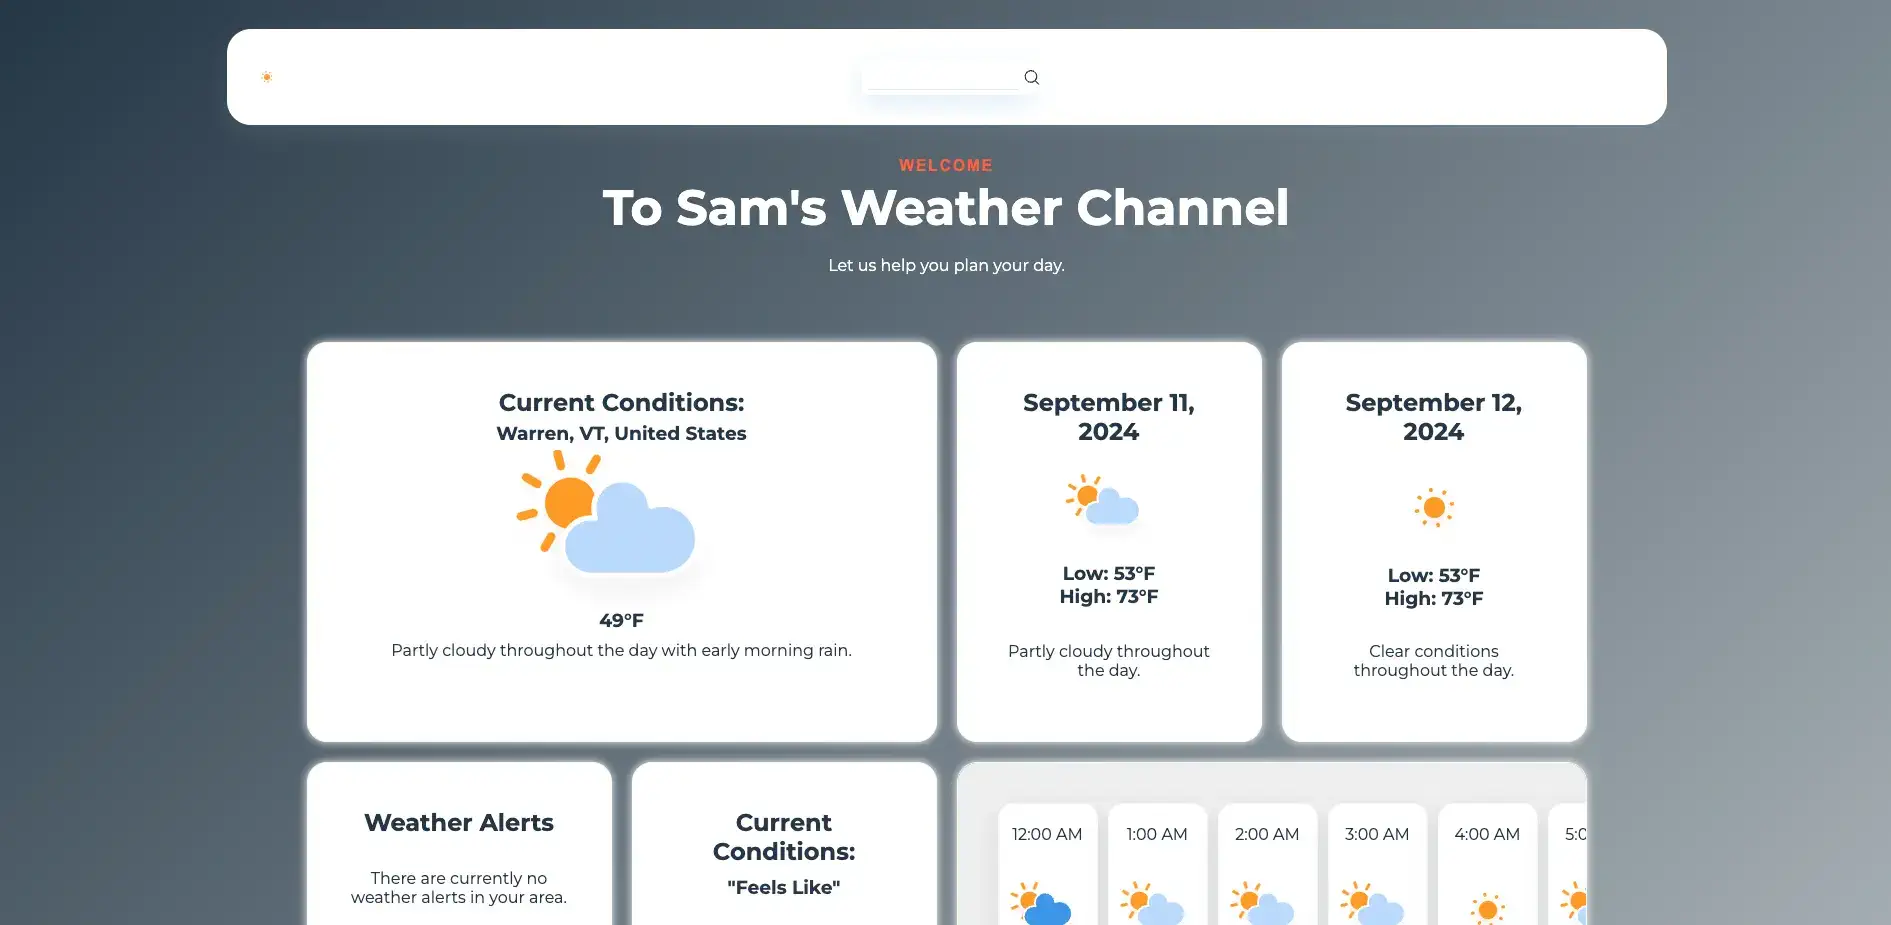 WELCOME
To Sam's Weather Channel
Let us help you plan your day.
Current Conditions:
Warren, VT, United States
49°F
Partly cloudy throughout the day with early morning rain.
September 11,
2024
Low: 53°F
High: 73°F
Partly cloudy throughout
the day.
September 12,
2024
Low: 53°F
High: 73°F
Clear conditions
throughout the day.
Weather Alerts
There are currently no
weather alerts in your area.
Current
Conditions:
"Feels Like"
12:00 AM
1:00 AM
2:00 AM
3:00 AM
4:00 AM